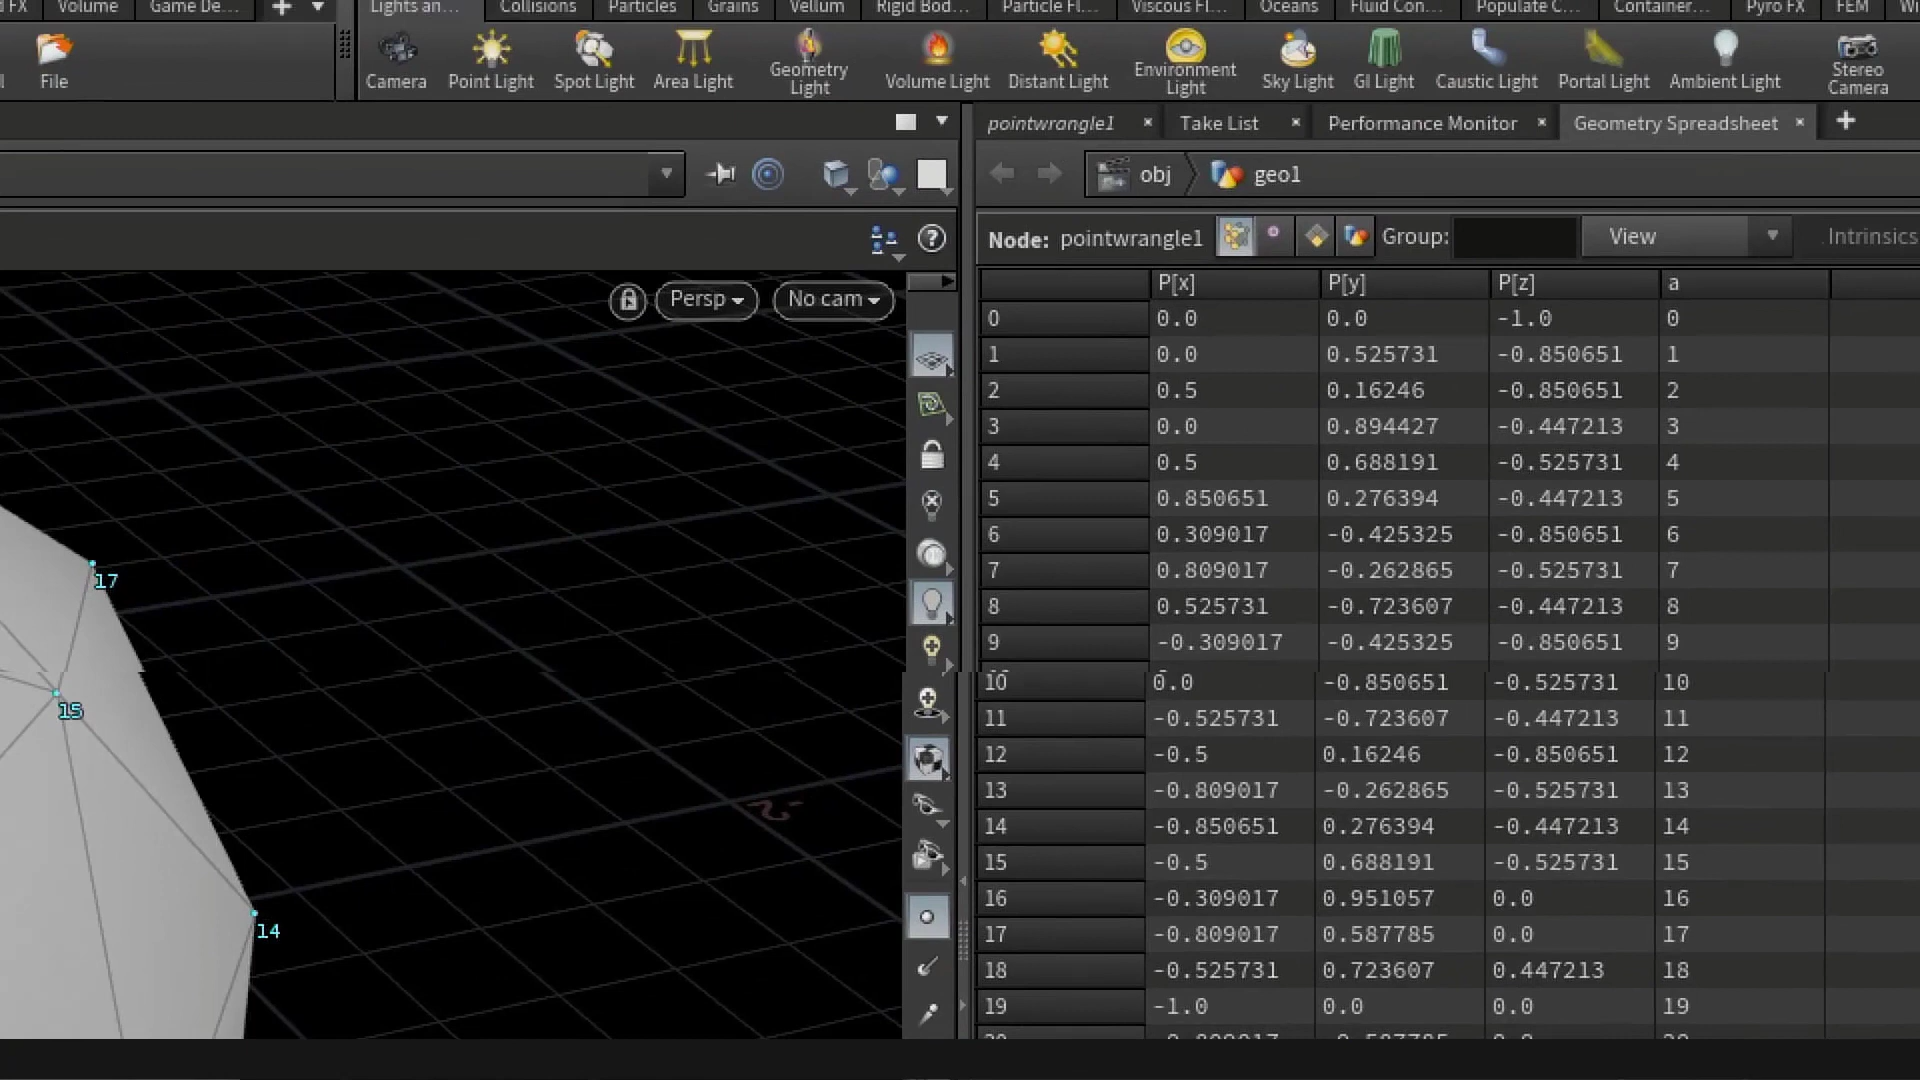 FX Volume Game De... Lights an... Collisions Particles Grains Vellum Rigid Bod... Particle Fl... Viscous Fl... Oceans Fluid Con... Populate C... Container... Pyro FX FEM
File Camera Point Light Spot Light Area Light Geometry Light Volume Light Distant Light Environment Light Sky Light GI Light Caustic Light Portal Light Ambient Light Stereo Camera
pointwrangle1 Take List Performance Monitor Geometry Spreadsheet
obj geo1
Node: pointwrangle1 Group: View Intrinsics
Persp No cam
P[x] P[y] P[z] a
0 0.0 0.0 -1.0 0
1 0.0 0.525731 -0.850651 1
2 0.5 0.16246 -0.850651 2
3 0.0 0.894427 -0.447213 3
4 0.5 0.688191 -0.525731 4
5 0.850651 0.276394 -0.447213 5
6 0.309017 -0.425325 -0.850651 6
7 0.809017 -0.262865 -0.525731 7
8 0.525731 -0.723607 -0.447213 8
9 -0.309017 -0.425325 -0.850651 9
10 0.0 -0.850651 -0.525731 10
11 -0.525731 -0.723607 -0.447213 11
12 -0.5 0.16246 -0.850651 12
13 -0.809017 -0.262865 -0.525731 13
14 -0.850651 0.276394 -0.447213 14
15 -0.5 0.688191 -0.525731 15
16 -0.309017 0.951057 0.0 16
17 -0.809017 0.587785 0.0 17
18 -0.525731 0.723607 0.447213 18
19 -1.0 0.0 0.0 19
17
15
14